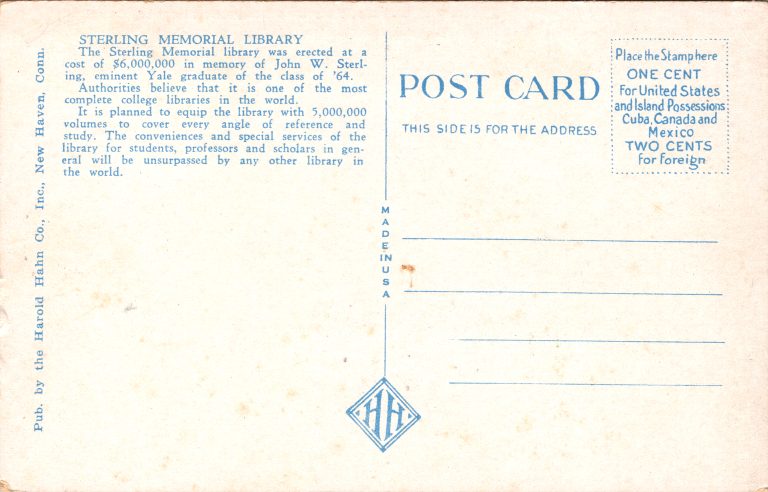 STERLING MEMORIAL LIBRARY
The Sterling Memorial library was erected at a
cost of $6,000,000 in memory of John W. Sterl-
ing, eminent Yale graduate of the class of '64.
Authorities believe that it is one of the most
complete college libraries in the world.
It is planned to equip the library with 5,000,000
volumes to cover every angle of reference and
study. The conveniences and special services of the
library for students, professors and scholars in gen-
eral will be unsurpassed by any other library in
the world.
Pub. by the Harold Hahn Co., Inc., New Haven, Conn.
MADE IN USA
HH
POST CARD
THIS SIDE IS FOR THE ADDRESS
Place the Stamp here
ONE CENT
For United States
and Island Possessions
Cuba, Canada and
Mexico
TWO CENTS
for Foreign